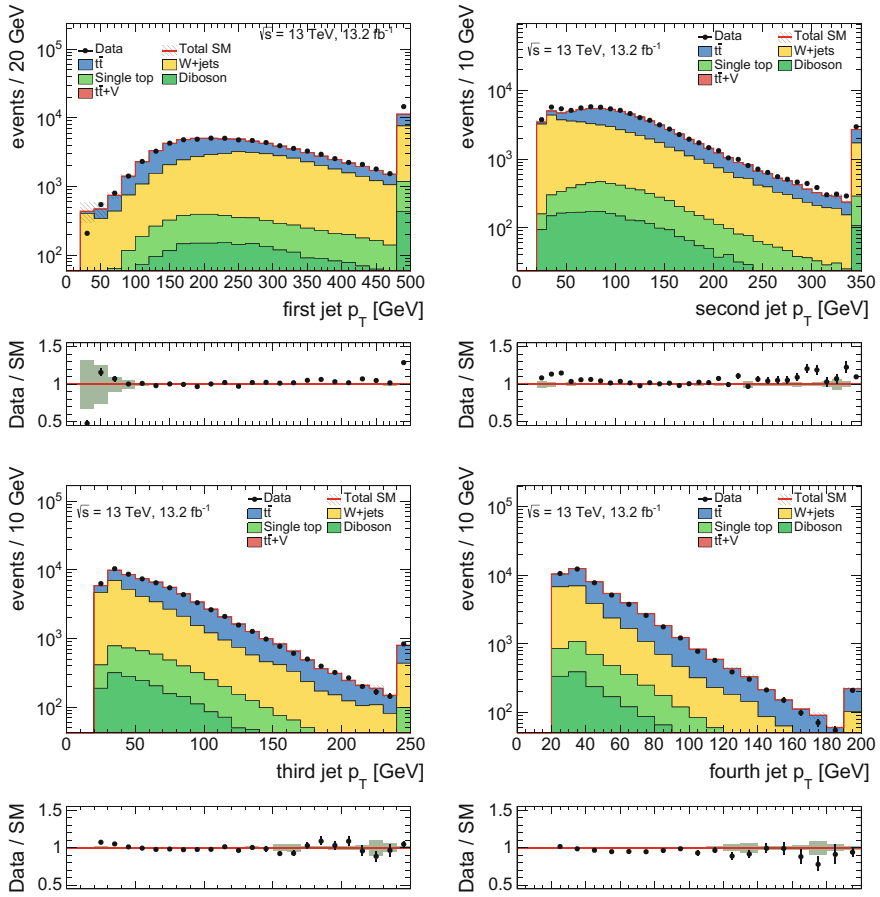 √s = 13 TeV, 13.2 fb⁻¹
events / 20 GeV
10⁵
10⁴
10³
10²
Data
Total SM
tt̄
W+jets
Single top
Diboson
tt̄+V
0 50 100 150 200 250 300 350 400 450 500
first jet p_T [GeV]
Data / SM
1.5
1
0.5
events / 10 GeV
10⁴
10³
10²
√s = 13 TeV, 13.2 fb⁻¹
Data
Total SM
tt̄
W+jets
Single top
Diboson
tt̄+V
0 50 100 150 200 250 300 350
second jet p_T [GeV]
Data / SM
1.5
1
0.5
events / 10 GeV
10⁵
10⁴
10³
10²
√s = 13 TeV, 13.2 fb⁻¹
Data
Total SM
tt̄
W+jets
Single top
Diboson
tt̄+V
0 50 100 150 200 250
third jet p_T [GeV]
Data / SM
1.5
1
0.5
events / 10 GeV
10⁵
10⁴
10³
10²
√s = 13 TeV, 13.2 fb⁻¹
Data
Total SM
tt̄
W+jets
Single top
Diboson
tt̄+V
0 20 40 60 80 100 120 140 160 180 200
fourth jet p_T [GeV]
Data / SM
1.5
1
0.5